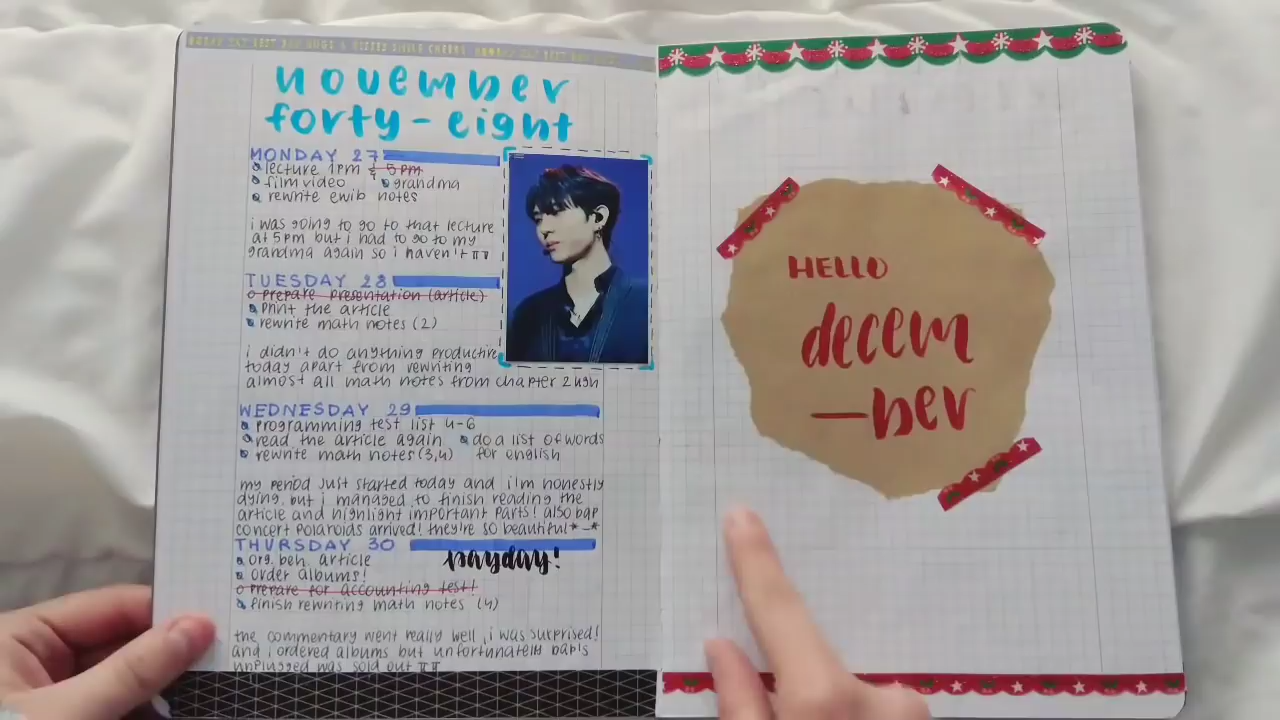 november
forty-eight
MONDAY 27
lecture 1pm & 5pm
film video grandma
rewrite ewib notes
i was going to go to that lecture
at 5pm but i had to go to my
grandma again so i haven't ㅠㅠ
TUESDAY 28
prepare presentation (article)
print the article
rewrite math notes (2)
i didn't do anything productive
today apart from rewriting
almost all math notes from chapter 2 ugh
WEDNESDAY 29
programming test list 4-6
read the article again do a list of words
rewrite math notes (3,4) for english
my period just started today and i'm honestly
dying. but i managed to finish reading the
article and highlight important parts! also bap
concert polaroids arrived! they're so beautiful *-*
THURSDAY 30 payday!
org. beh. article
order albums!
prepare for accounting test!
finish rewriting math notes (4)
the commentary went really well, i was surprised!
and i ordered albums but unfortunately bap's
unplugged was sold out ㅠㅠ
HELLO
decem
-ber